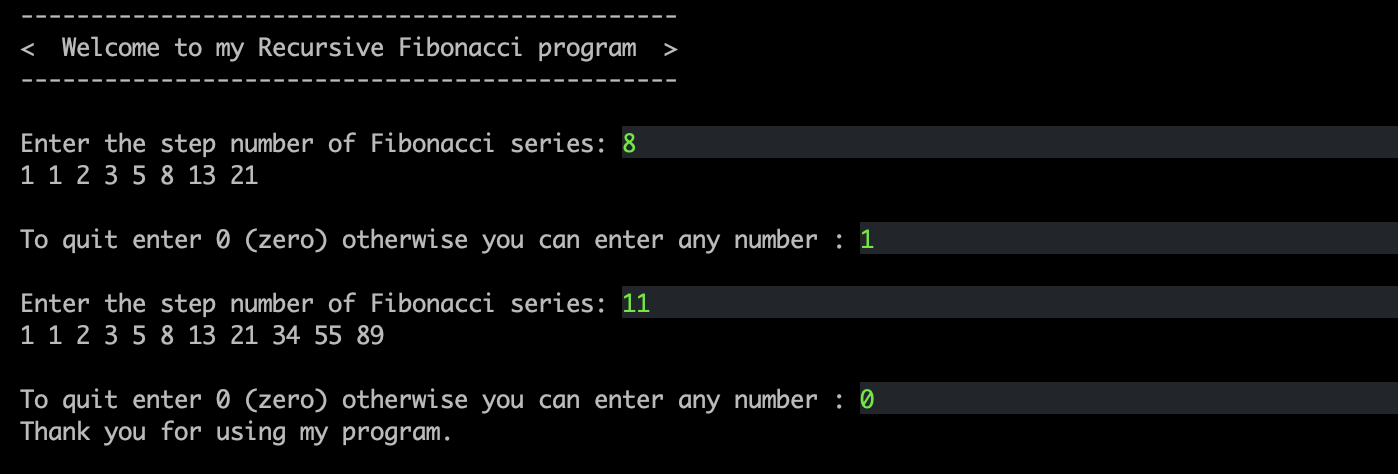 -----------------------------------------------
<  Welcome to my Recursive Fibonacci program  >
-----------------------------------------------
Enter the step number of Fibonacci series: 8
1 1 2 3 5 8 13 21
To quit enter 0 (zero) otherwise you can enter any number : 1
Enter the step number of Fibonacci series: 11
1 1 2 3 5 8 13 21 34 55 89
To quit enter 0 (zero) otherwise you can enter any number : 0
Thank you for using my program.